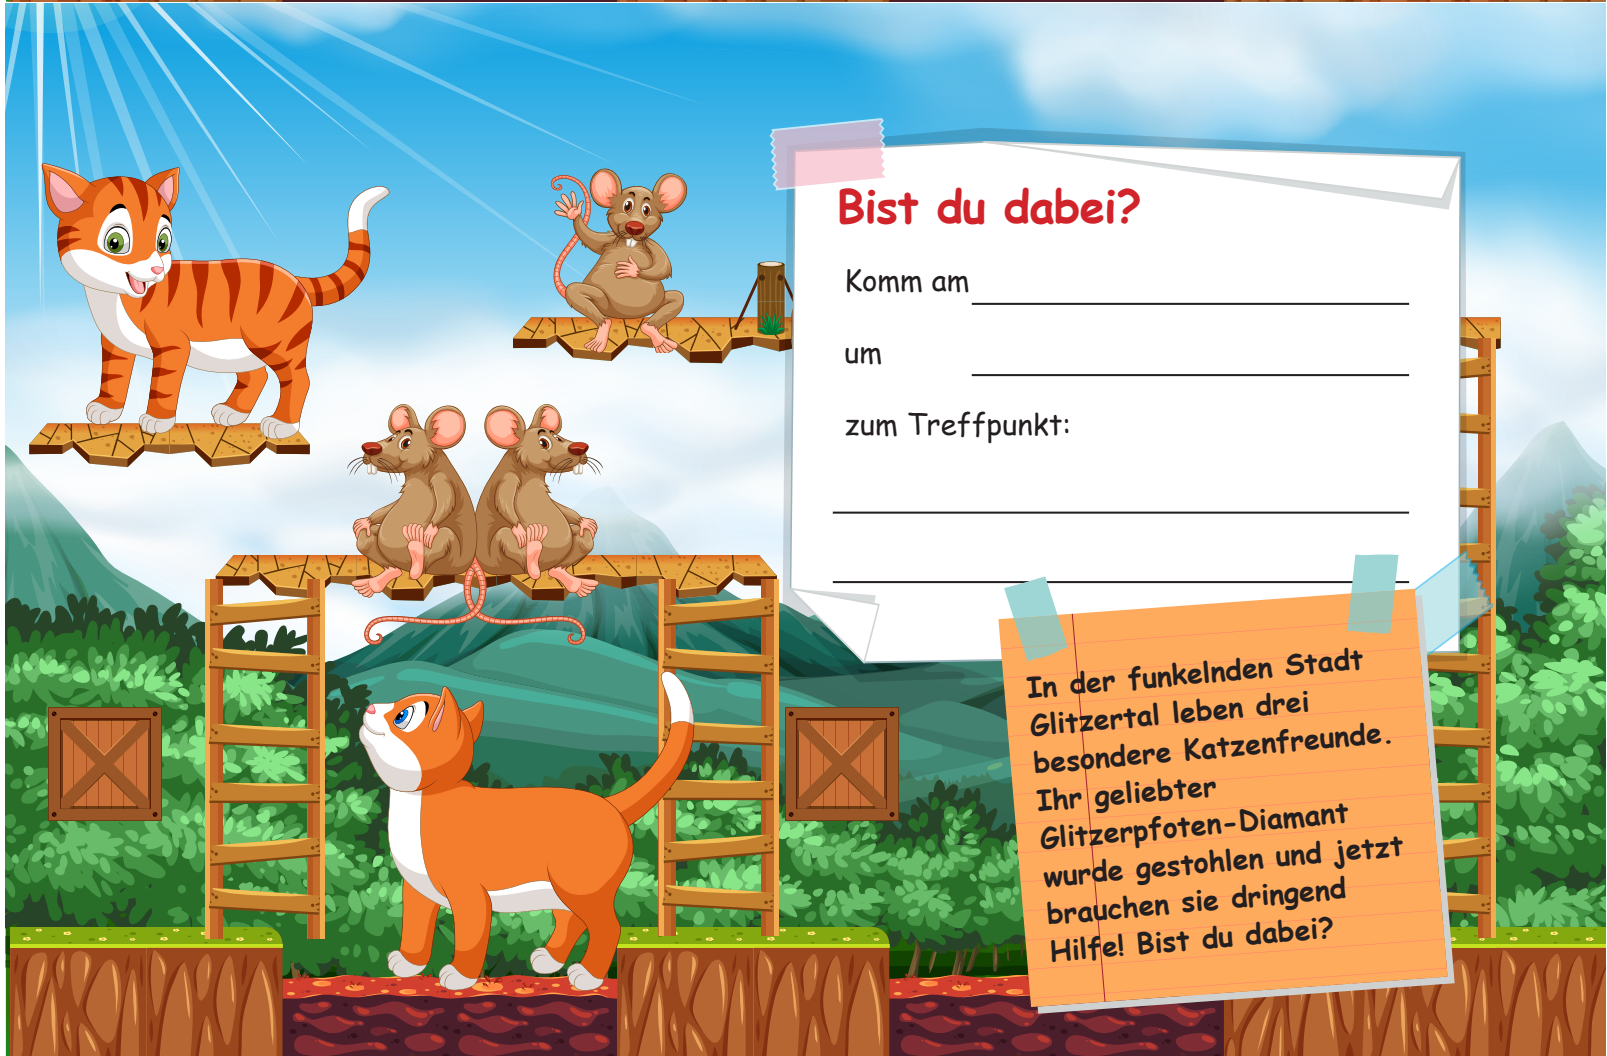 Bist du dabei?
Komm am
um
zum Treffpunkt:
In der funkelnden Stadt
Glitzertal leben drei
besondere Katzenfreunde.
Ihr geliebter
Glitzerpfoten-Diamant
wurde gestohlen und jetzt
brauchen sie dringend
Hilfe! Bist du dabei?